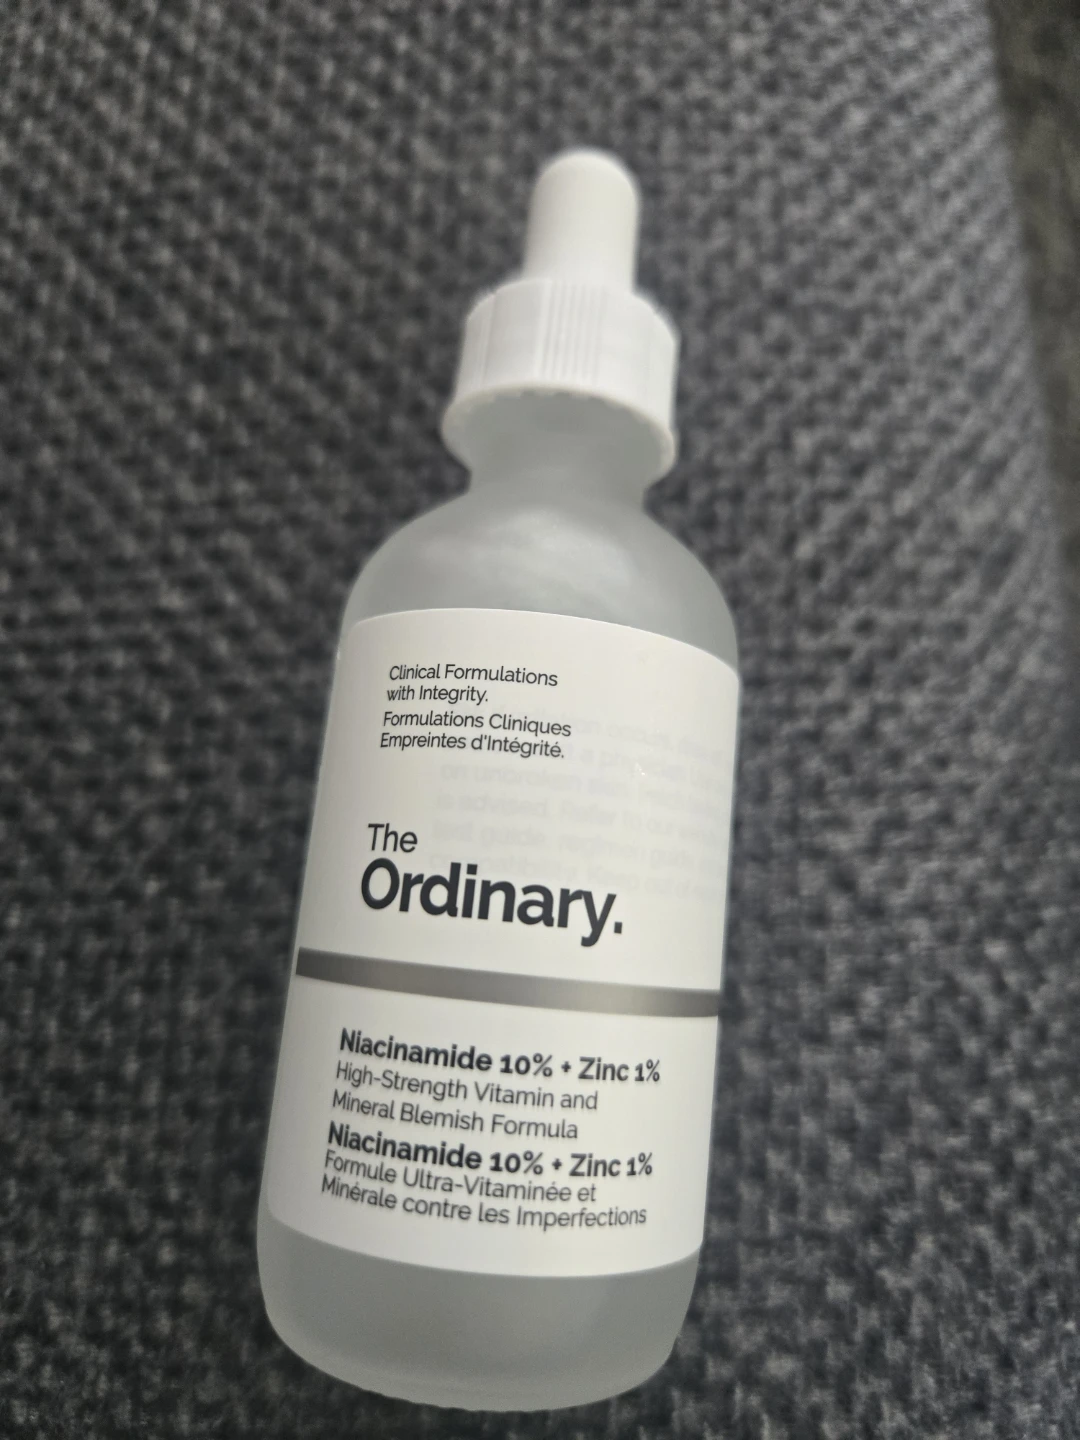 Clinical Formulations
with Integrity.
Formulations Cliniques
Empreintes d'Intégrité.
The
Ordinary.
Niacinamide 10% + Zinc 1%
High-Strength Vitamin and
Mineral Blemish Formula
Niacinamide 10% + Zinc 1%
Formule Ultra-Vitaminée et
Minérale contre les Imperfections